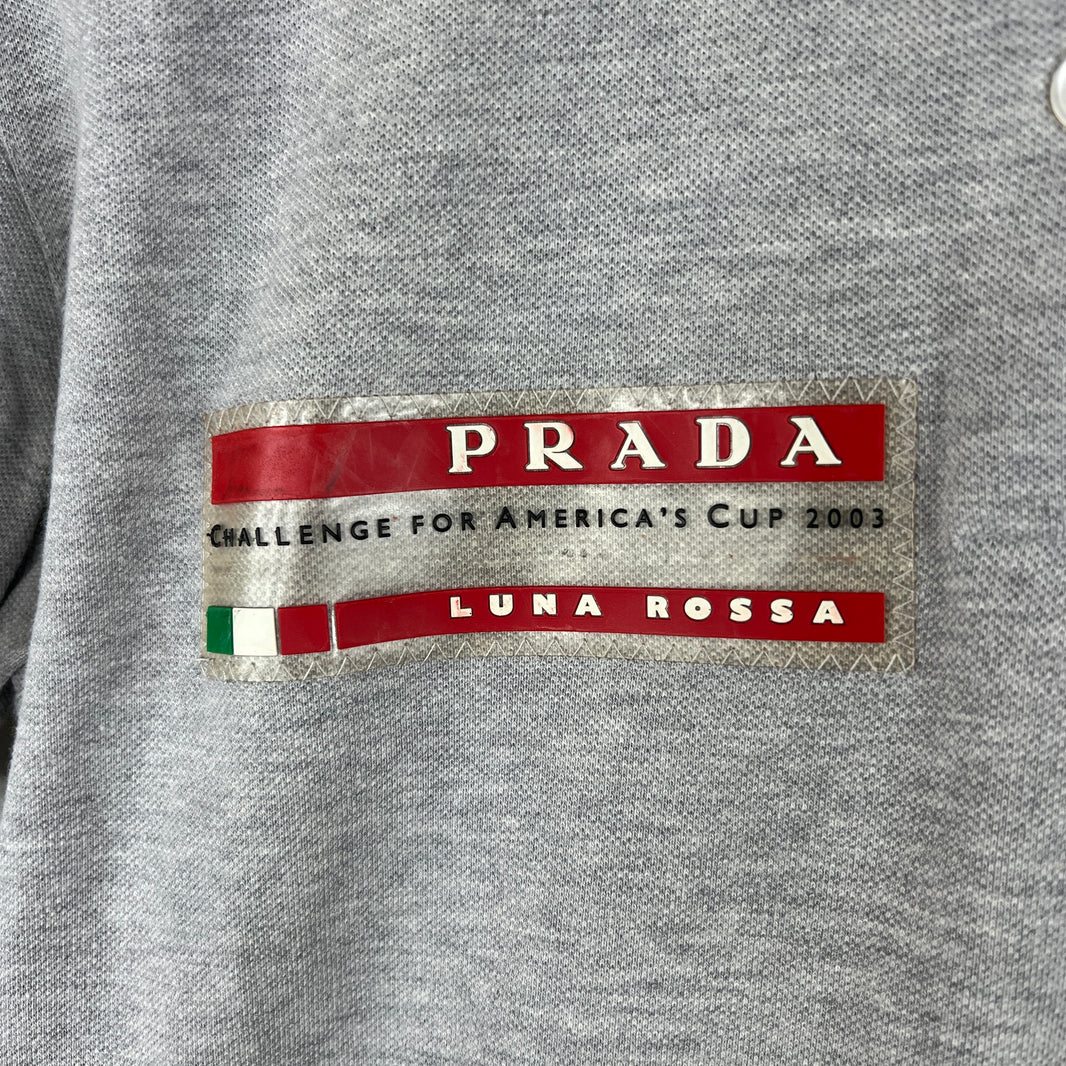 PRADA
CHALLENGE FOR AMERICA'S CUP 2003
LUNA ROSSA